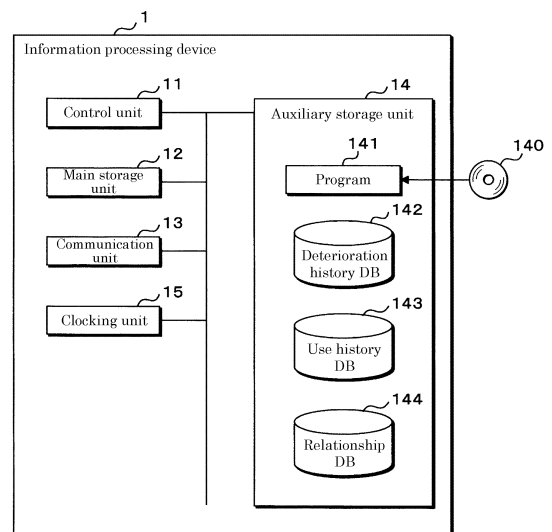 1
Information processing device
11
Control unit
12
Main storage
unit
13
Communication
unit
15
Clocking unit
14
Auxiliary storage unit
141
Program
140
142
Deterioration
history DB
143
Use history
DB
144
Relationship
DB